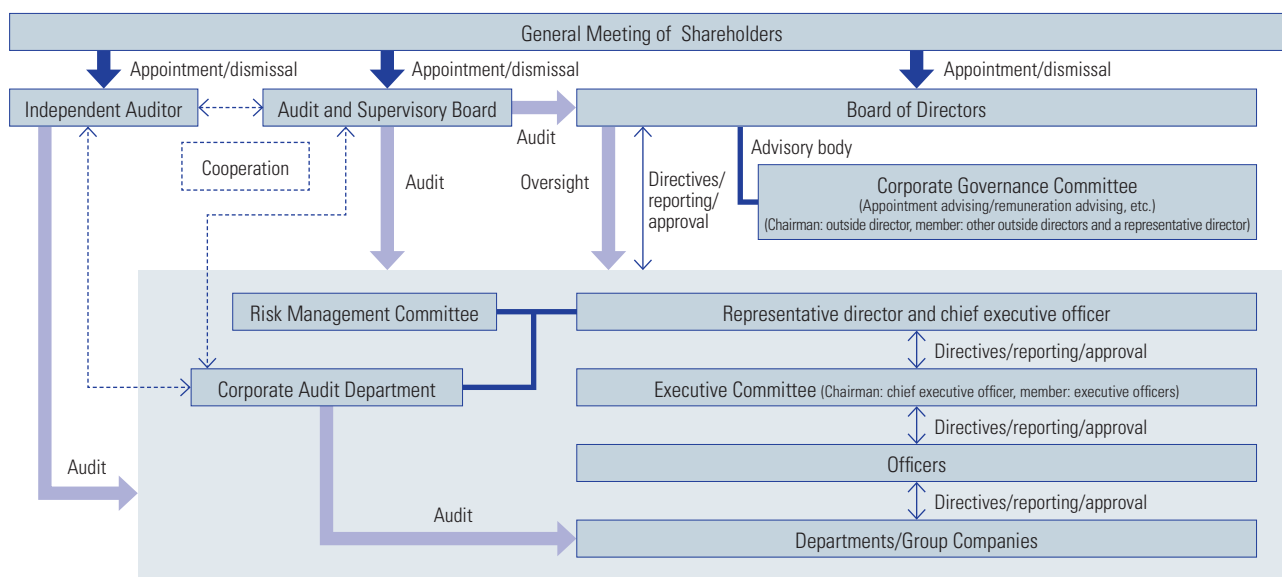 General Meeting of Shareholders
Appointment/dismissal
Appointment/dismissal
Appointment/dismissal
Independent Auditor
Audit and Supervisory Board
Board of Directors
Audit
Cooperation
Audit
Oversight
Directives/
reporting/
approval
Advisory body
Corporate Governance Committee
(Appointment advising/remuneration advising, etc.)
(Chairman: outside director, member: other outside directors and a representative director)
Risk Management Committee
Representative director and chief executive officer
Directives/reporting/approval
Corporate Audit Department
Executive Committee (Chairman: chief executive officer, member: executive officers)
Directives/reporting/approval
Officers
Audit
Directives/reporting/approval
Audit
Departments/Group Companies